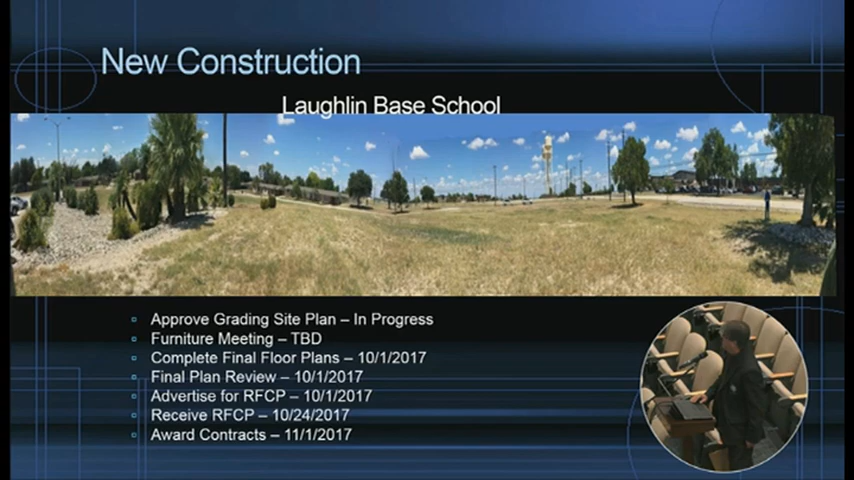 New Construction
Laughlin Base School
Approve Grading Site Plan – In Progress
Furniture Meeting – TBD
Complete Final Floor Plans – 10/1/2017
Final Plan Review – 10/1/2017
Advertise for RFCP – 10/1/2017
Receive RFCP – 10/24/2017
Award Contracts – 11/1/2017